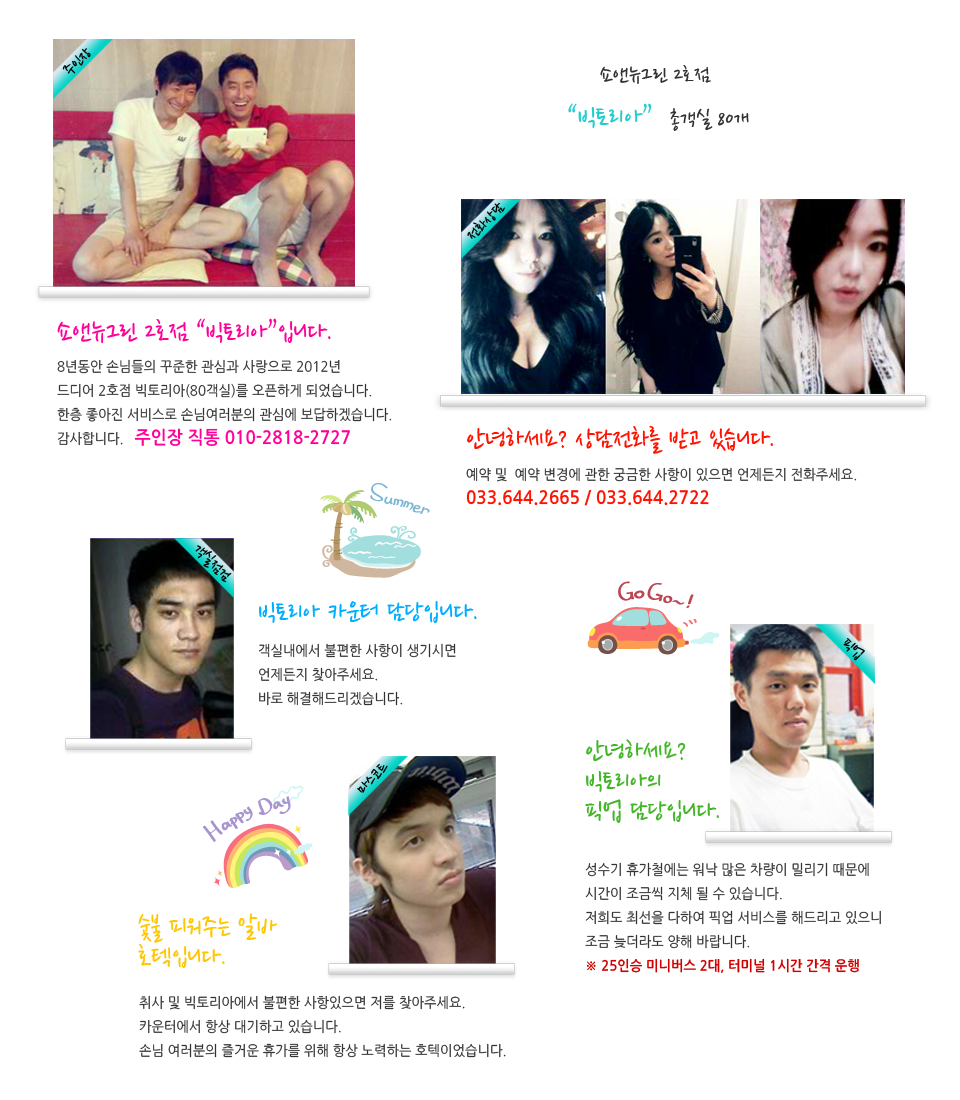 주인장
쇼앤뉴그린 2호점
“빅토리아” 총객실 80개
전화상담
쇼앤뉴그린 2호점 “빅토리아”입니다.
8년동안 손님들의 꾸준한 관심과 사랑으로 2012년
드디어 2호점 빅토리아(80객실)를 오픈하게 되었습니다.
한층 좋아진 서비스로 손님여러분의 관심에 보답하겠습니다.
감사합니다. 주인장 직통 010-2818-2727
안녕하세요? 상담전화를 받고 있습니다.
예약 및 예약 변경에 관한 궁금한 사항이 있으면 언제든지 전화주세요.
033.644.2665 / 033.644.2722
Summer
객실점검
빅토리아 카운터 담당입니다.
객실내에서 불편한 사항이 생기시면
언제든지 찾아주세요.
바로 해결해드리겠습니다.
GoGo~!
픽업
안녕하세요?
빅토리아의
픽업 담당입니다.
성수기 휴가철에는 워낙 많은 차량이 밀리기 때문에
시간이 조금씩 지체 될 수 있습니다.
저희도 최선을 다하여 픽업 서비스를 해드리고 있으니
조금 늦더라도 양해 바랍니다.
※ 25인승 미니버스 2대, 터미널 1시간 간격 운행
Happy Day
마스코트
숯불 피워주는 알바
호텍입니다.
취사 및 빅토리아에서 불편한 사항있으면 저를 찾아주세요.
카운터에서 항상 대기하고 있습니다.
손님 여러분의 즐거운 휴가를 위해 항상 노력하는 호텍이었습니다.